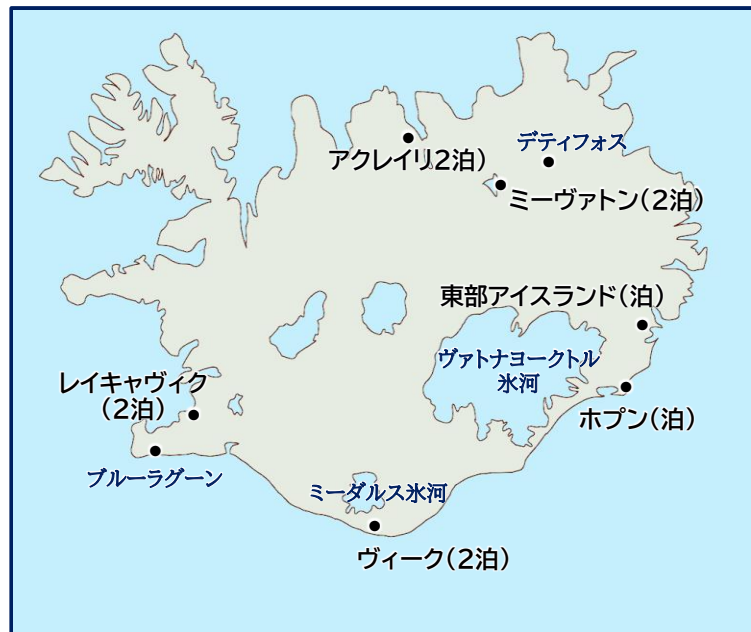 デティフォス
アクレイリ2泊)
ミーヴァトン(2泊)
東部アイスランド(泊)
ヴァトナヨークトル
氷河
レイキャヴィク
(2泊)
ホプン(泊)
ブルーラグーン
ミーダルス氷河
ヴィーク(2泊)